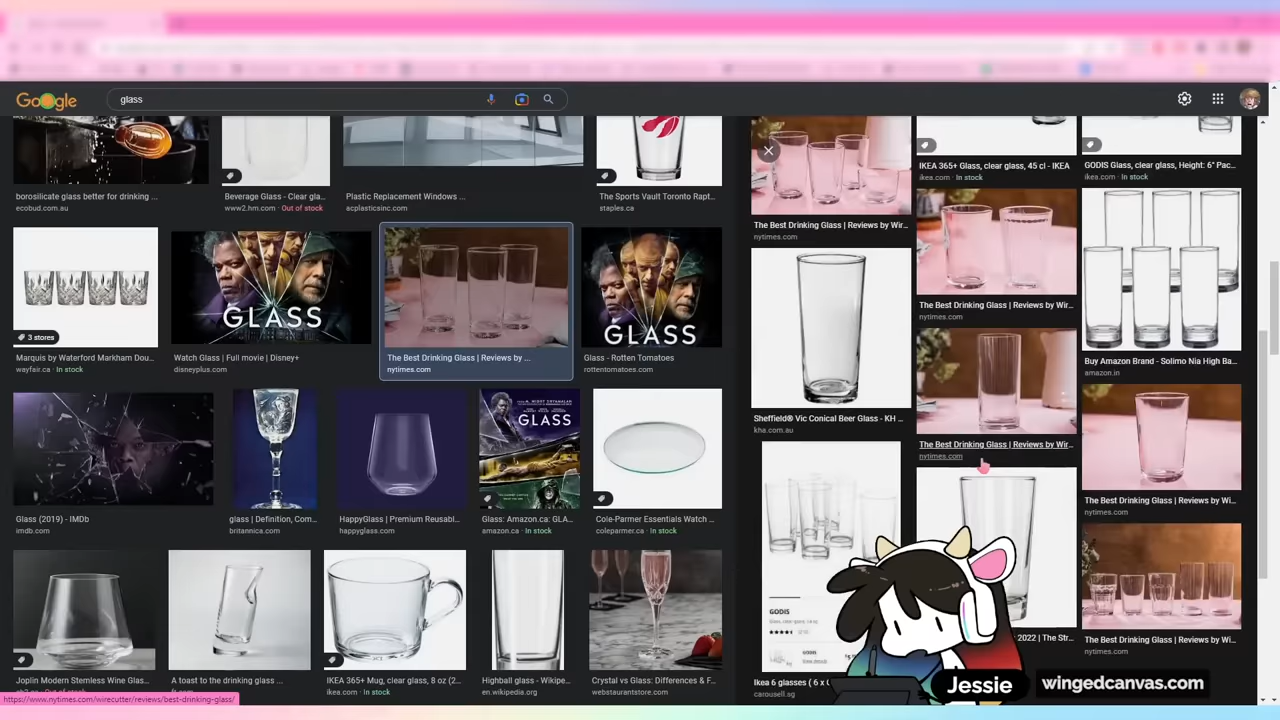 Google
glass
borosilicate glass better for drinking ...
ecobud.com.au
Beverage Glass - Clear gla...
www2.hm.com · Out of stock
Plastic Replacement Windows ...
acplasticsinc.com
The Sports Vault Toronto Rapt...
staples.ca
3 stores
Marquis by Waterford Markham Dou...
wayfair.ca · In stock
GLASS
Watch Glass | Full movie | Disney+
disneyplus.com
The Best Drinking Glass | Reviews by ...
nytimes.com
GLASS
Glass - Rotten Tomatoes
rottentomatoes.com
Glass (2019) - IMDb
imdb.com
glass | Definition, Com...
britannica.com
HappyGlass | Premium Reusabl...
happyglass.com
GLASS
Glass: Amazon.ca: GLA...
amazon.ca · In stock
Cole-Parmer Essentials Watch ...
coleparmer.ca · In stock
Joplin Modern Stemless Wine Glas...
A toast to the drinking glass ...
IKEA 365+ Mug, clear glass, 8 oz (2...
ikea.com · In stock
Highball glass - Wikipe...
en.wikipedia.org
Crystal vs Glass: Differences & F...
webstaurantstore.com
https://www.nytimes.com/wirecutter/reviews/best-drinking-glass/
The Best Drinking Glass | Reviews by Wir...
nytimes.com
Sheffield® Vic Conical Beer Glass - KH ...
kha.com.au
GODIS
Ikea 6 glasses ( 6 x
carousell.sg
IKEA 365+ Glass, clear glass, 45 cl - IKEA
ikea.com · In stock
The Best Drinking Glass | Reviews by Wir...
nytimes.com
The Best Drinking Glass | Reviews by Wir...
nytimes.com
2022 | The Str...
GODIS Glass, clear glass, Height: 6" Pac...
ikea.com · In stock
Buy Amazon Brand - Solimo Nia High Ba...
amazon.in
The Best Drinking Glass | Reviews by Wi...
nytimes.com
The Best Drinking Glass | Reviews by Wir...
nytimes.com
Jessie
wingedcanvas.com